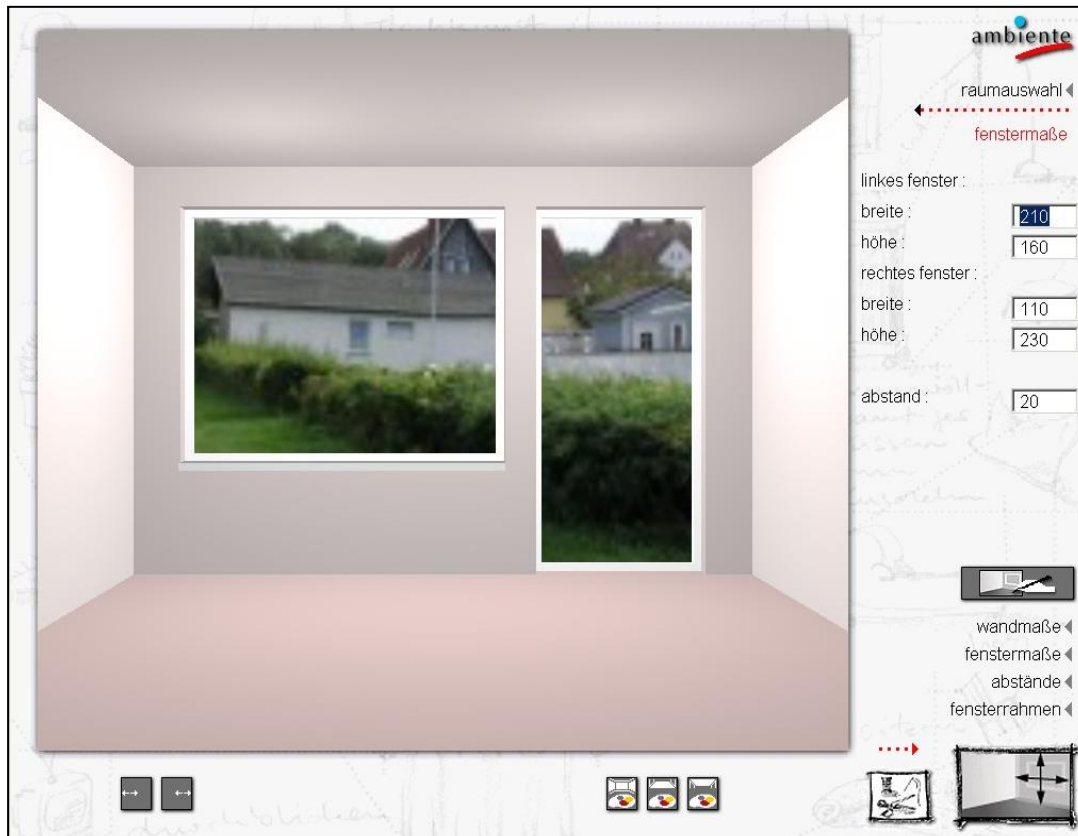 ambiente
raumauswahl
fenstermaße
linkes fenster :
breite : 210
höhe : 160
rechtes fenster :
breite : 110
höhe : 230
abstand : 20
wandmaße
fenstermaße
abstände
fensterrahmen